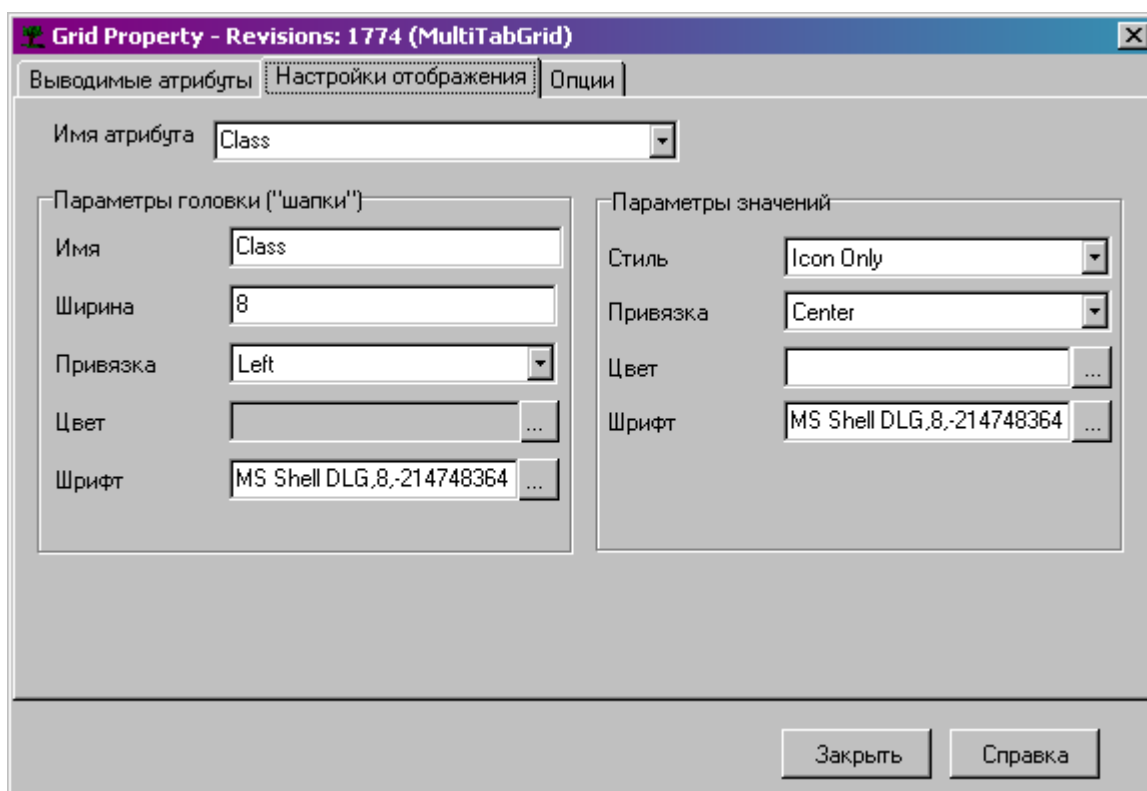 Grid Property - Revisions: 1774 (MultiTabGrid)
Выводимые атрибуты Настройки отображения Опции
Имя атрибута Class
Параметры головки ("шапки")
Имя Class
Ширина 8
Привязка Left
Цвет ...
Шрифт MS Shell DLG,8,-214748364 ...
Параметры значений
Стиль Icon Only
Привязка Center
Цвет ...
Шрифт MS Shell DLG,8,-214748364 ...
Закрыть Справка